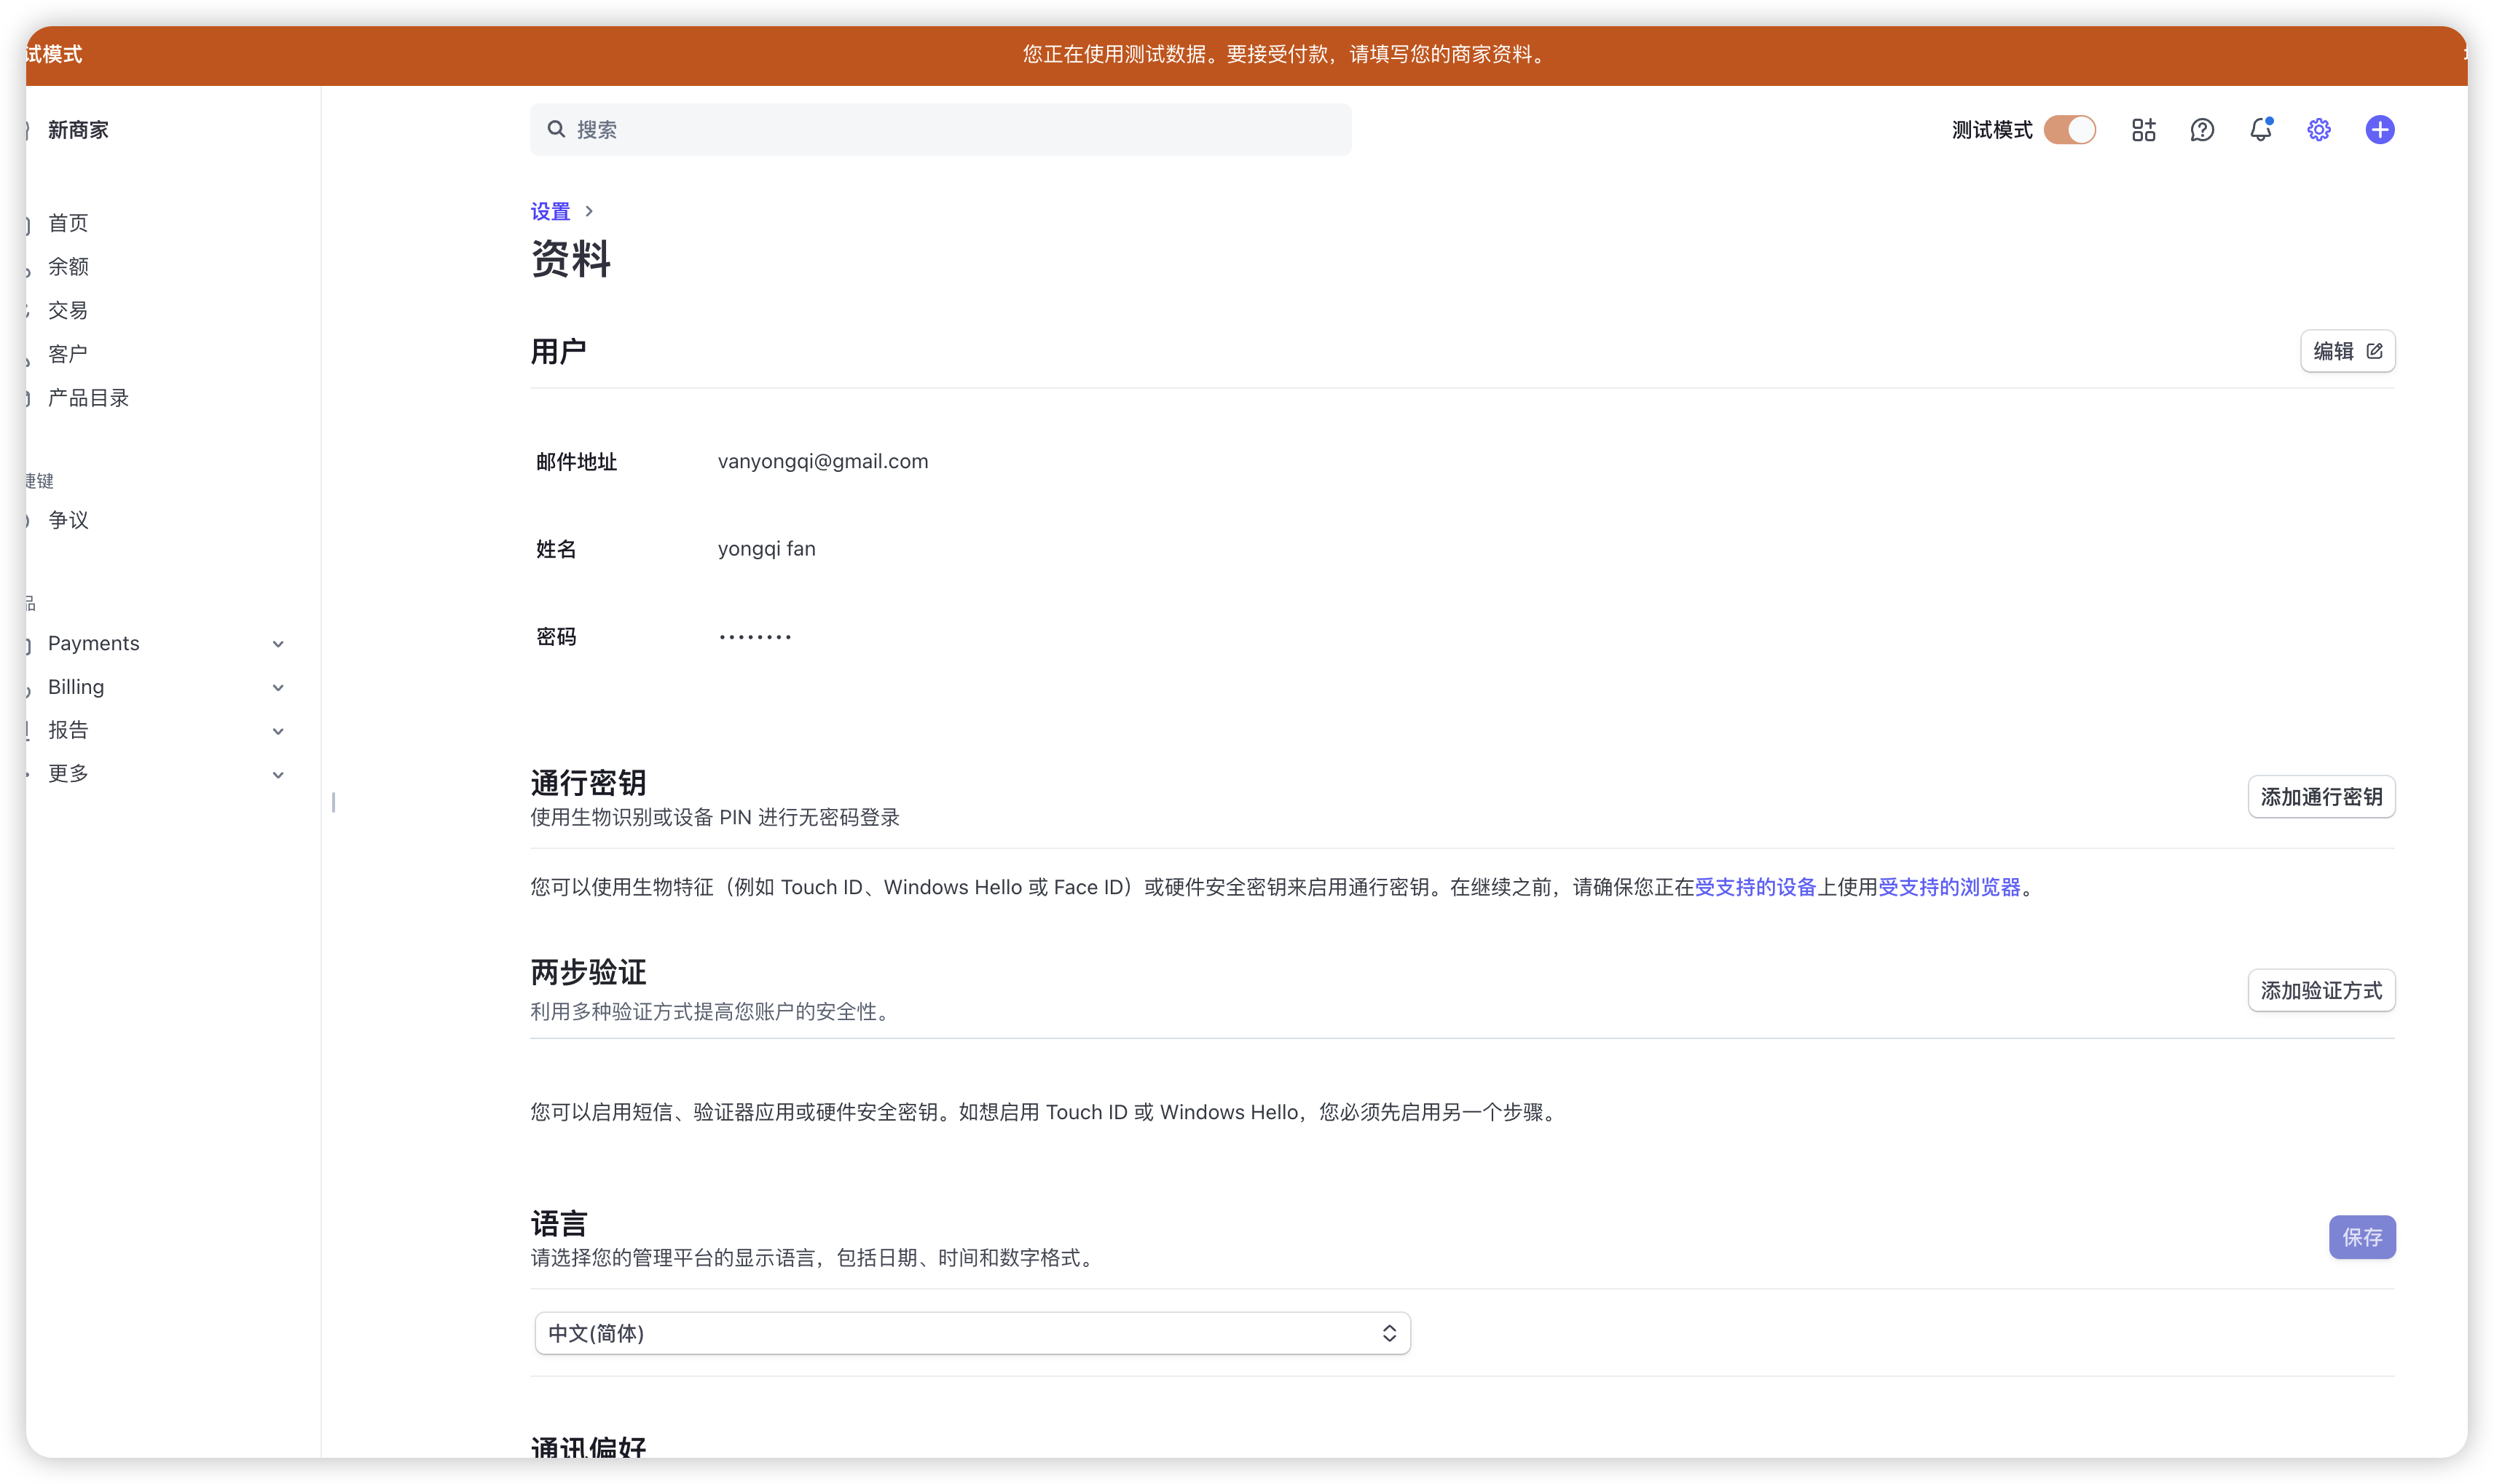 试模式
您正在使用测试数据。要接受付款，请填写您的商家资料。
新商家
搜索
测试模式
首页
余额
交易
客户
产品目录
捷键
争议
品
Payments
Billing
报告
更多
设置
资料
用户
编辑
邮件地址 vanyongqi@gmail.com
姓名 yongqi fan
密码 ••••••••
通行密钥
使用生物识别或设备 PIN 进行无密码登录
添加通行密钥
您可以使用生物特征（例如 Touch ID、Windows Hello 或 Face ID）或硬件安全密钥来启用通行密钥。在继续之前，请确保您正在受支持的设备上使用受支持的浏览器。
两步验证
利用多种验证方式提高您账户的安全性。
添加验证方式
您可以启用短信、验证器应用或硬件安全密钥。如想启用 Touch ID 或 Windows Hello，您必须先启用另一个步骤。
语言
请选择您的管理平台的显示语言，包括日期、时间和数字格式。
保存
中文(简体)
通讯偏好